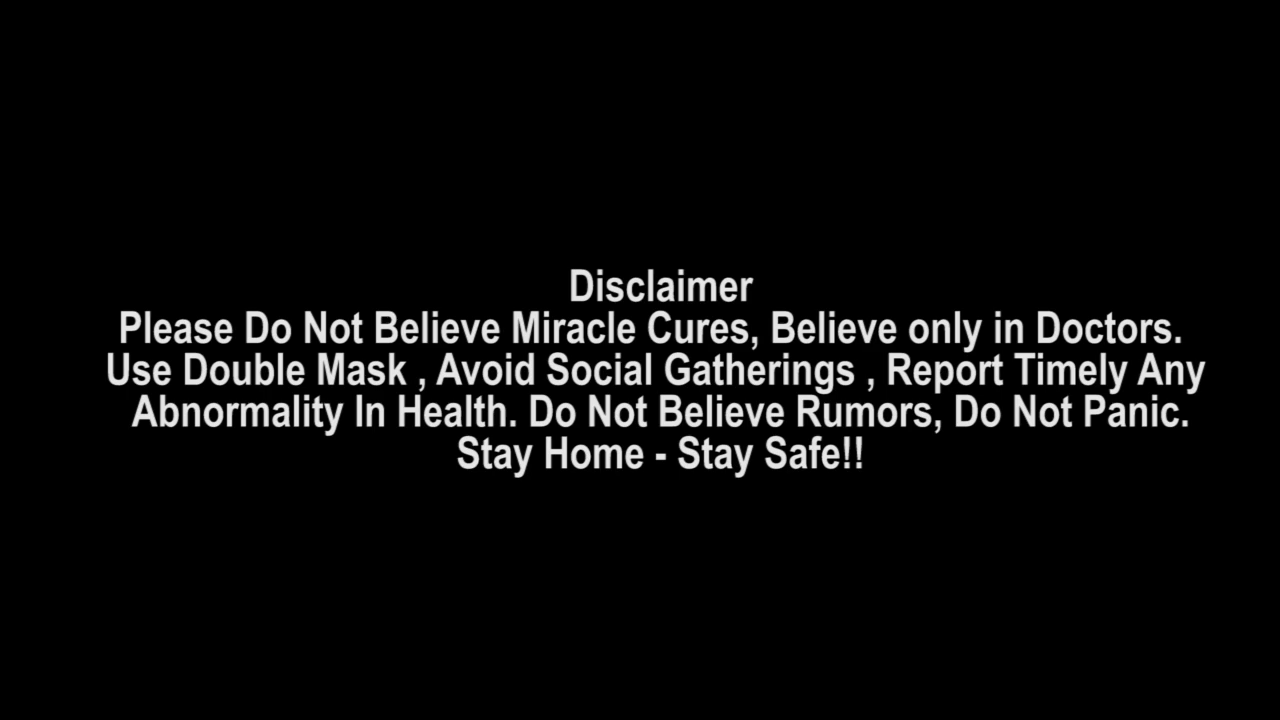 Disclaimer
Please Do Not Believe Miracle Cures, Believe only in Doctors.
Use Double Mask , Avoid Social Gatherings , Report Timely Any
Abnormality In Health. Do Not Believe Rumors, Do Not Panic.
Stay Home - Stay Safe!!